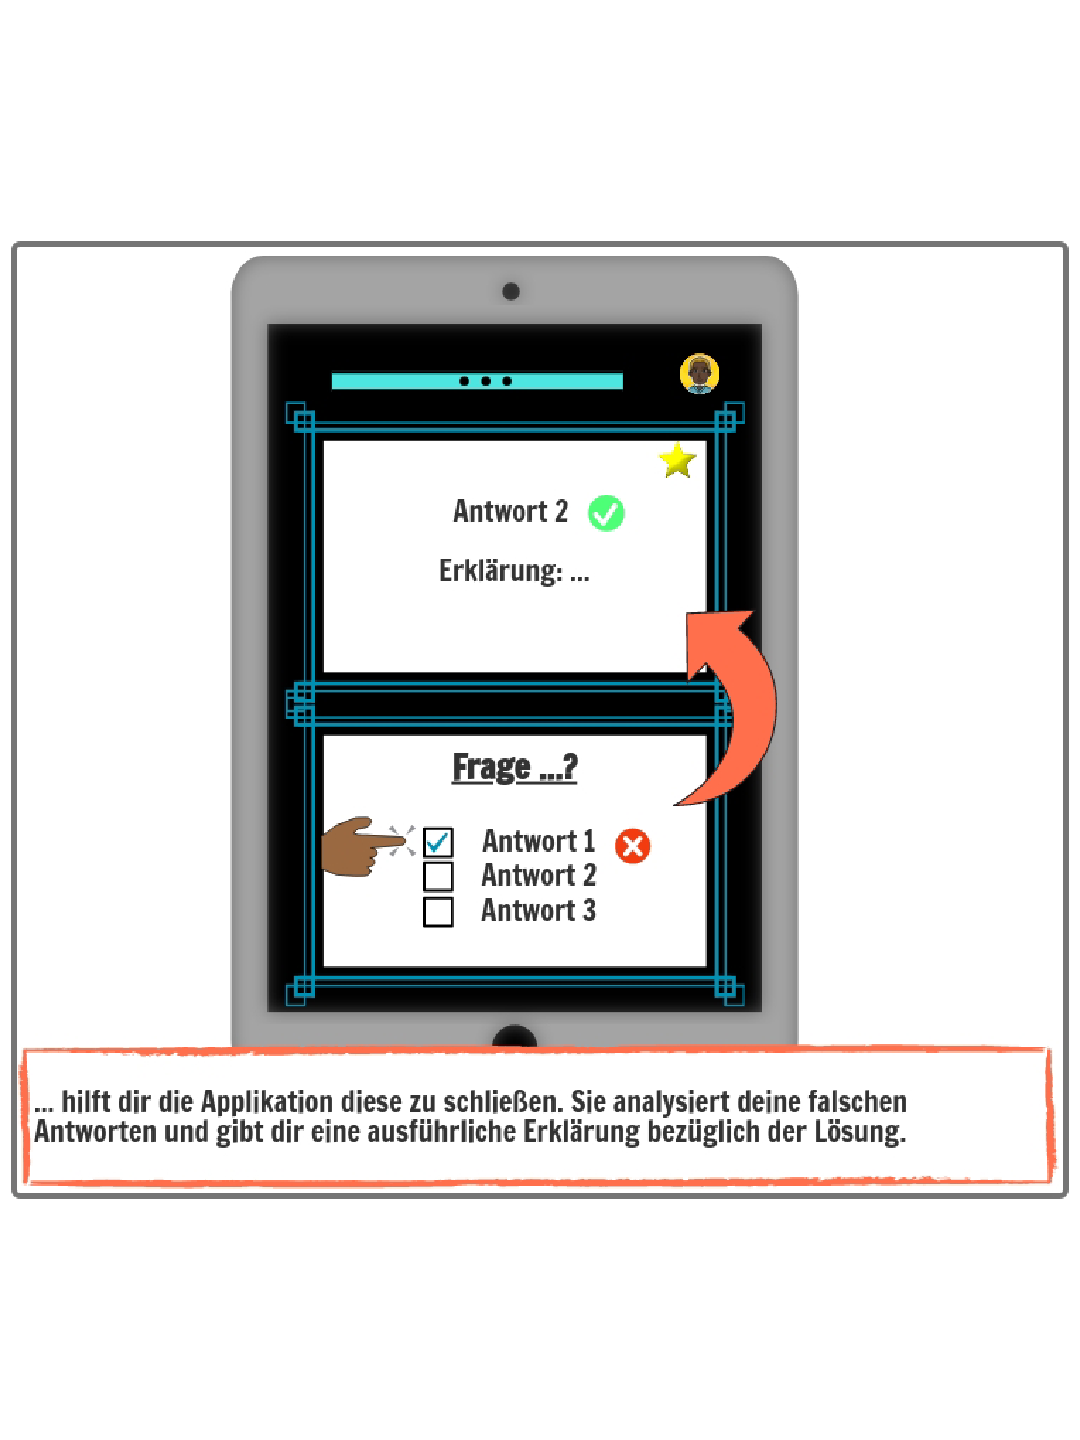 Antwort 2
Erklärung: ...
Frage ...?
Antwort 1
Antwort 2
Antwort 3
... hilft dir die Applikation diese zu schließen. Sie analysiert deine falschen
Antworten und gibt dir eine ausführliche Erklärung bezüglich der Lösung.